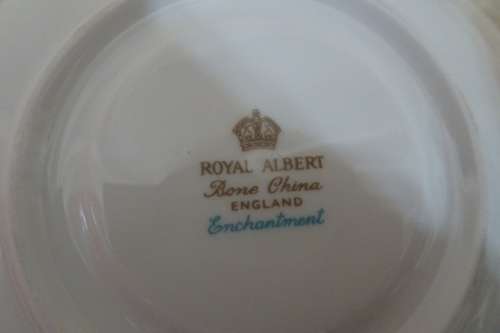 ROYAL ALBERT
Bone China
ENGLAND
Enchantment